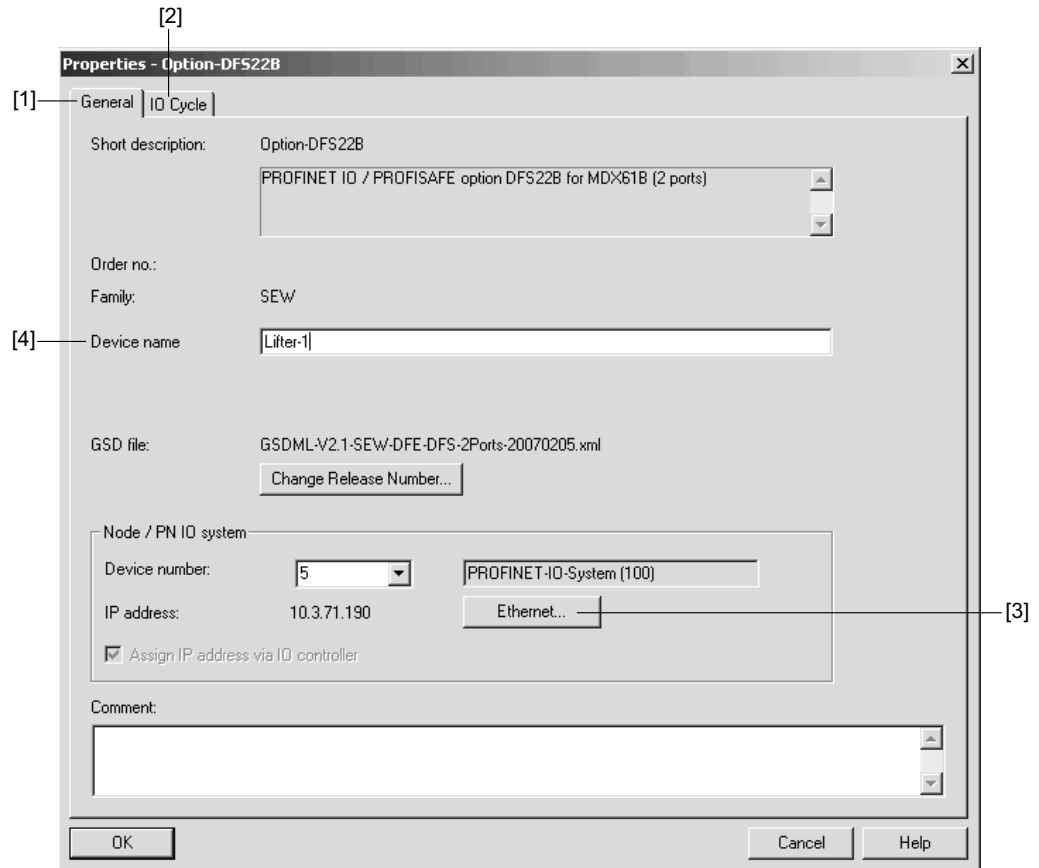 [2]
Properties - Option-DFS22B
[1] General IO Cycle
Short description: Option-DFS22B
PROFINET IO / PROFISAFE option DFS22B for MDX61B (2 ports)
Order no.:
Family: SEW
[4] Device name Lifter-1
GSD file: GSDML-V2.1-SEW-DFE-DFS-2Ports-20070205.xml
Change Release Number...
Node / PN IO system
Device number: 5 PROFINET-IO-System (100)
IP address: 10.3.71.190 Ethernet... [3]
Assign IP address via IO controller
Comment:
OK Cancel Help